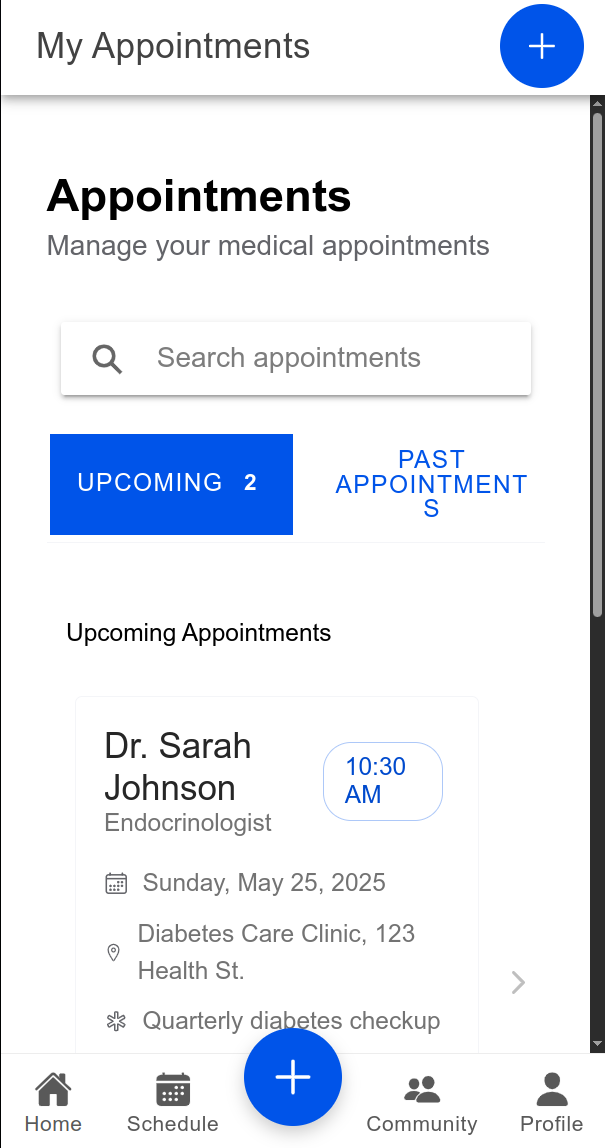 My Appointments
Appointments
Manage your medical appointments
Search appointments
UPCOMING 2
PAST
APPOINTMENT
S
Upcoming Appointments
Dr. Sarah
Johnson
10:30
AM
Endocrinologist
Sunday, May 25, 2025
Diabetes Care Clinic, 123
Health St.
Quarterly diabetes checkup
Home
Schedule
Community
Profile